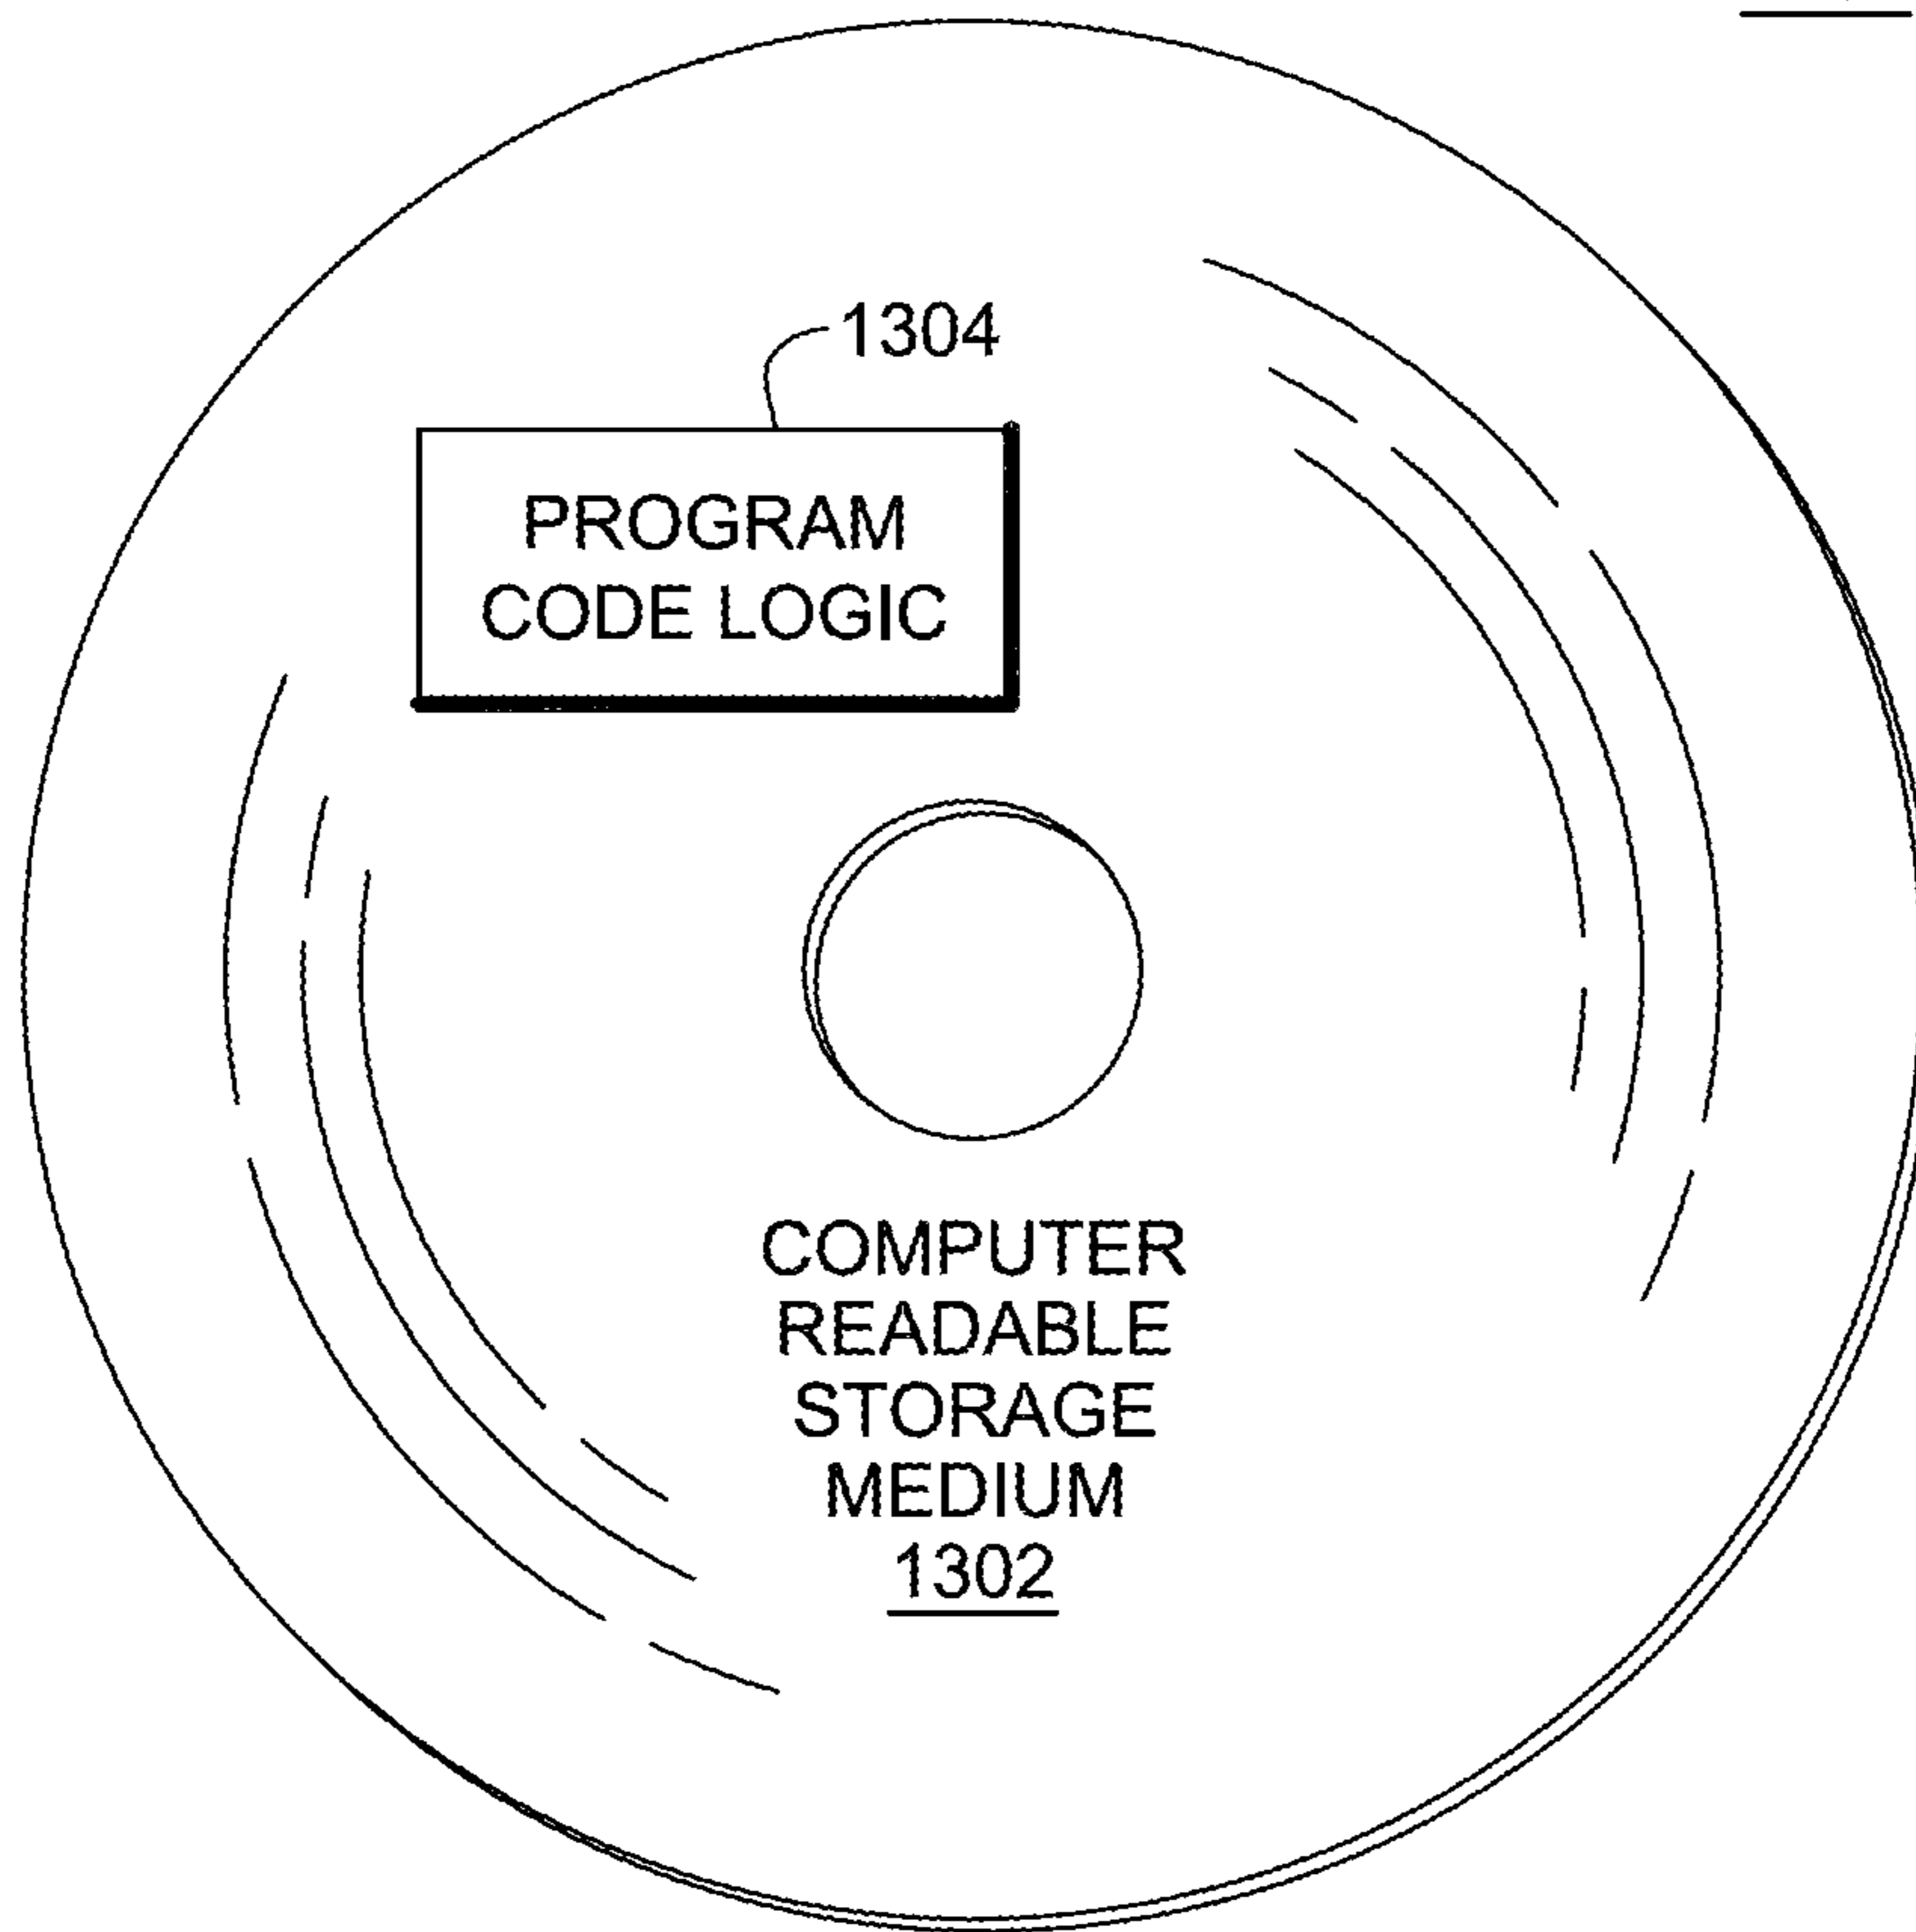 1304
PROGRAM
CODE LOGIC
COMPUTER
READABLE
STORAGE
MEDIUM
1302